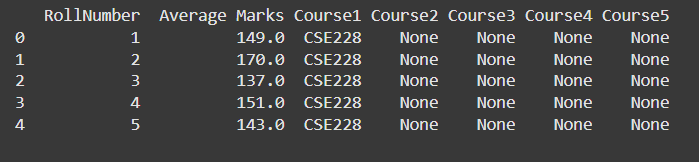 RollNumber Average Marks Course1 Course2 Course3 Course4 Course5
0 1 149.0 CSE228 None None None None
1 2 170.0 CSE228 None None None None
2 3 137.0 CSE228 None None None None
3 4 151.0 CSE228 None None None None
4 5 143.0 CSE228 None None None None